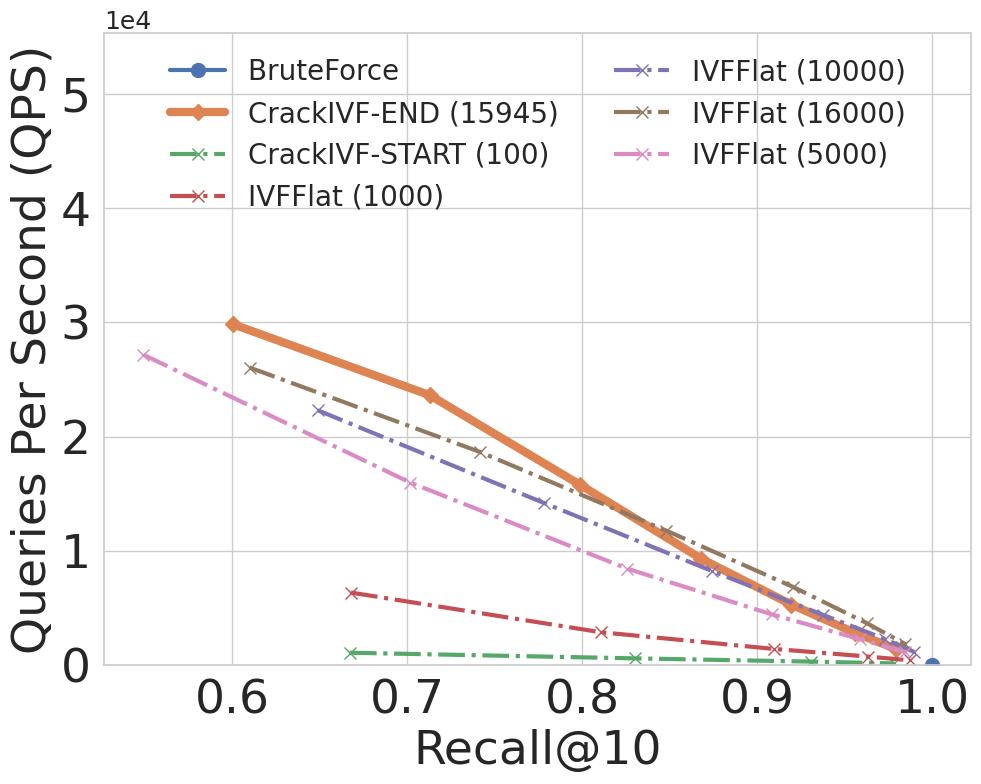 1e4
Queries Per Second (QPS)
5
4
3
2
1
0
BruteForce
CrackIVF-END (15945)
CrackIVF-START (100)
IVFFlat (1000)
IVFFlat (10000)
IVFFlat (16000)
IVFFlat (5000)
0.6 0.7 0.8 0.9 1.0
Recall@10